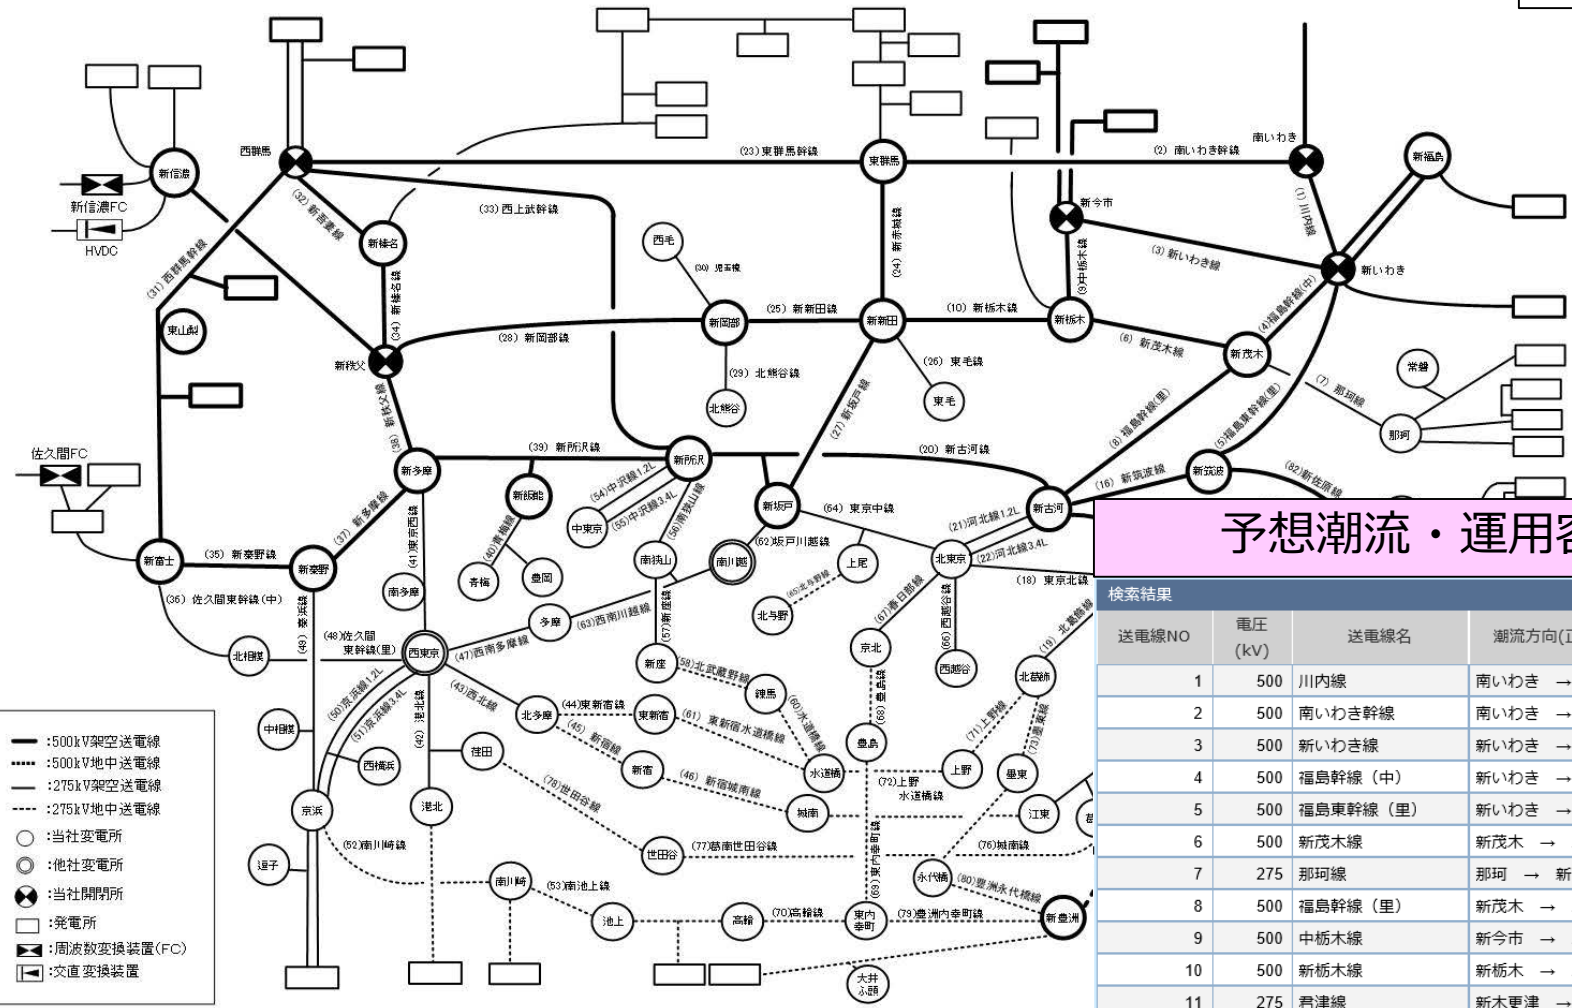 南いわき
西群馬
(23)東群馬幹線
東群馬
(2) 南いわき幹線
新福島
新信濃
新信濃FC
HVDC
(32)新吾妻線
(33)西上武幹線
(1)川内線
新今市
新榛名
西毛
(24) 新赤城線
(3) 新いわき線
(9)中栃木線
新いわき
(31)西群馬幹線
(30) 児玉線
(34) 新榛名線
(4)福島幹線(中)
東山梨
新岡部
(25) 新新田線
新新田
(10) 新栃木線
新栃木
(28) 新岡部線
(6) 新茂木線
新茂木
新秩父
(29) 北熊谷線
(26) 東毛線
常磐
(7) 那珂線
(38) 新秩父線
北熊谷
東毛
(27)新坂戸線
(8) 福島幹線(里)
(5)福島東幹線(里)
那珂
(39) 新所沢線
(20) 新古河線
佐久間FC
新多摩
新所沢
(16) 新筑波線
新筑波
(82)新佐原線
(54)中沢線1,2L
(55)中沢線3,4L
新飯能
(56)南狭山線
新坂戸
(64) 東京中線
新古河
(21)河北線1,2L
(37) 新多摩線
中東京
(41)東京西線
(40)青梅線
(62)坂戸川越線
(22)河北線3,4L
新富士
(35) 新秦野線
新秦野
南狭山
南川越
上尾
北東京
(18) 東京北線
青梅
豊岡
(65)北与野線
南多摩
(36) 佐久間東幹線(中)
(49) 秦浜線
多摩
(63)西南川越線
(57)新座線
北与野
(67)春日部線
(66) 西越谷線
(19) 北葛飾線
(48)佐久間
東幹線(里)
北相模
西東京
(47)西南多摩線
京北
新座
(58)北武蔵野線
西越谷
北葛飾
(50)京浜線1,2L
(51)京浜線3,4L
(43)西北線
練馬
(42) 港北線
(44)東新宿線
(60)水道橋線
(68) 豊島線
(71)上野線
(73)墨東線
中相模
北多摩
東新宿
(61) 東新宿水道橋線
(45) 新宿線
豊島
荏田
西横浜
新宿
(46) 新宿城南線
水道橋
(72)上野
水道橋線
上野
墨東
(78)世田谷線
京浜
港北
城南
江東
葛
(52)南川崎線
世田谷
(77)葛南世田谷線
(76)城南線
逗子
(69)東内幸町線
永代橋
(80)豊洲永代橋線
南川崎
(53)南池上線
池上
高輪
(70)高輪線
東内
幸町
(79)豊洲内幸町線
新豊洲
大井
ふ頭
:500kV架空送電線
:500kV地中送電線
:275kV架空送電線
:275kV地中送電線
:当社変電所
:他社変電所
:当社開閉所
:発電所
:周波数変換装置(FC)
:交直変換装置
予想潮流・運用容
検索結果
送電線NO 電圧 送電線名 潮流方向(正
(kV)
1 500 川内線 南いわき →
2 500 南いわき幹線 南いわき →
3 500 新いわき線 新いわき →
4 500 福島幹線（中） 新いわき →
5 500 福島東幹線（里） 新いわき →
6 500 新茂木線 新茂木 →
7 275 那珂線 那珂 → 新
8 500 福島幹線（里） 新茂木 →
9 500 中栃木線 新今市 →
10 500 新栃木線 新栃木 →
11 275 君津線 新木更津 →